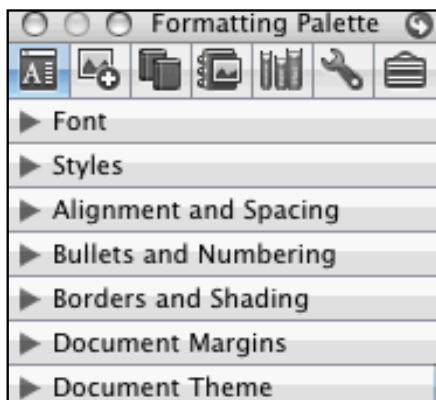 Formatting Palette
A
Font
Styles
Alignment and Spacing
Bullets and Numbering
Borders and Shading
Document Margins
Document Theme